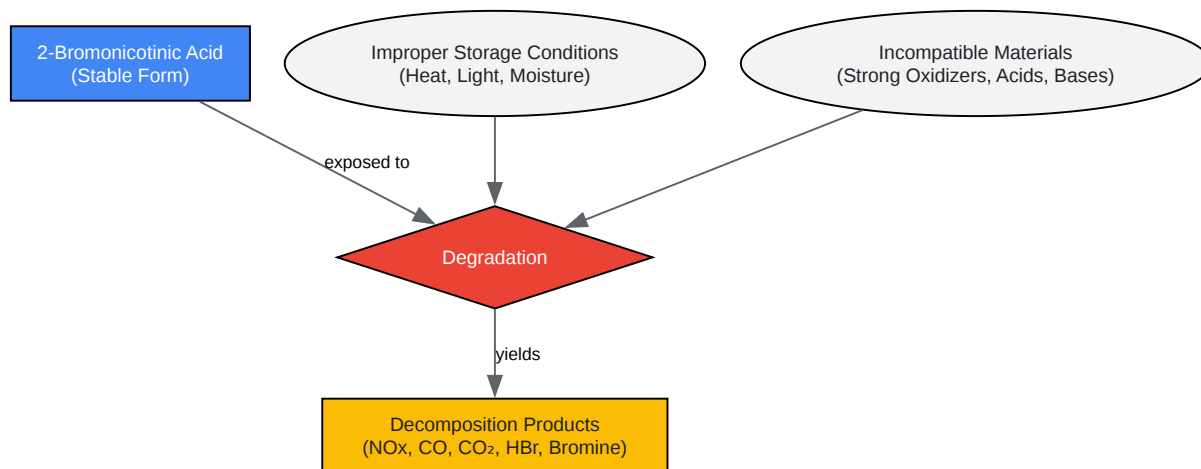 2-Bromonicotinic Acid
(Stable Form)
Improper Storage Conditions
(Heat, Light, Moisture)
Incompatible Materials
(Strong Oxidizers, Acids, Bases)
exposed to
Degradation
yields
Decomposition Products
(NOx, CO, CO₂, HBr, Bromine)